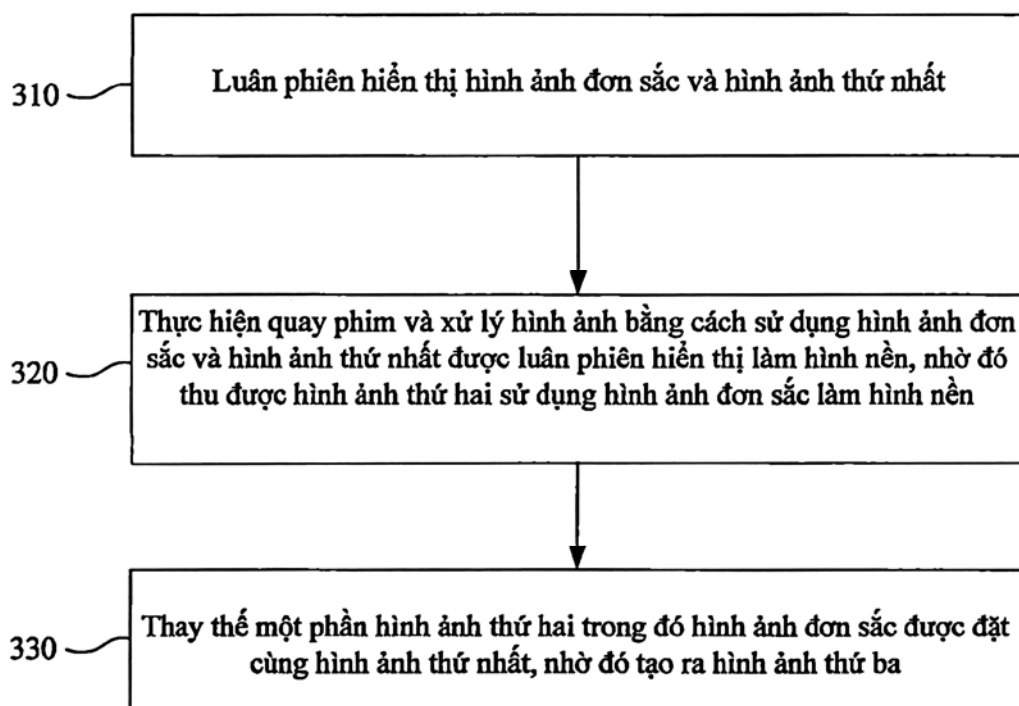 310
Luân phiên hiển thị hình ảnh đơn sắc và hình ảnh thứ nhất
320
Thực hiện quay phim và xử lý hình ảnh bằng cách sử dụng hình ảnh đơn
sắc và hình ảnh thứ nhất được luân phiên hiển thị làm hình nền, nhờ đó
thu được hình ảnh thứ hai sử dụng hình ảnh đơn sắc làm hình nền
330
Thay thế một phần hình ảnh thứ hai trong đó hình ảnh đơn sắc được đặt
cùng hình ảnh thứ nhất, nhờ đó tạo ra hình ảnh thứ ba